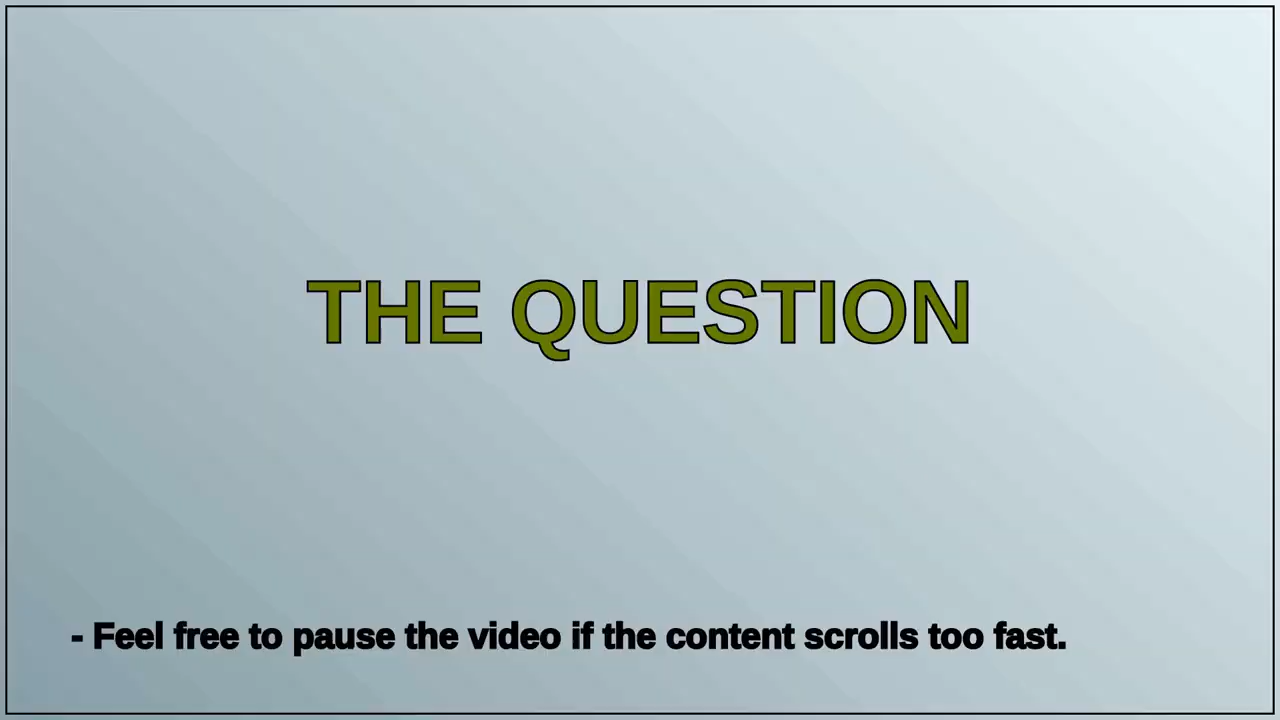 THE QUESTION
- Feel free to pause the video if the content scrolls too fast.